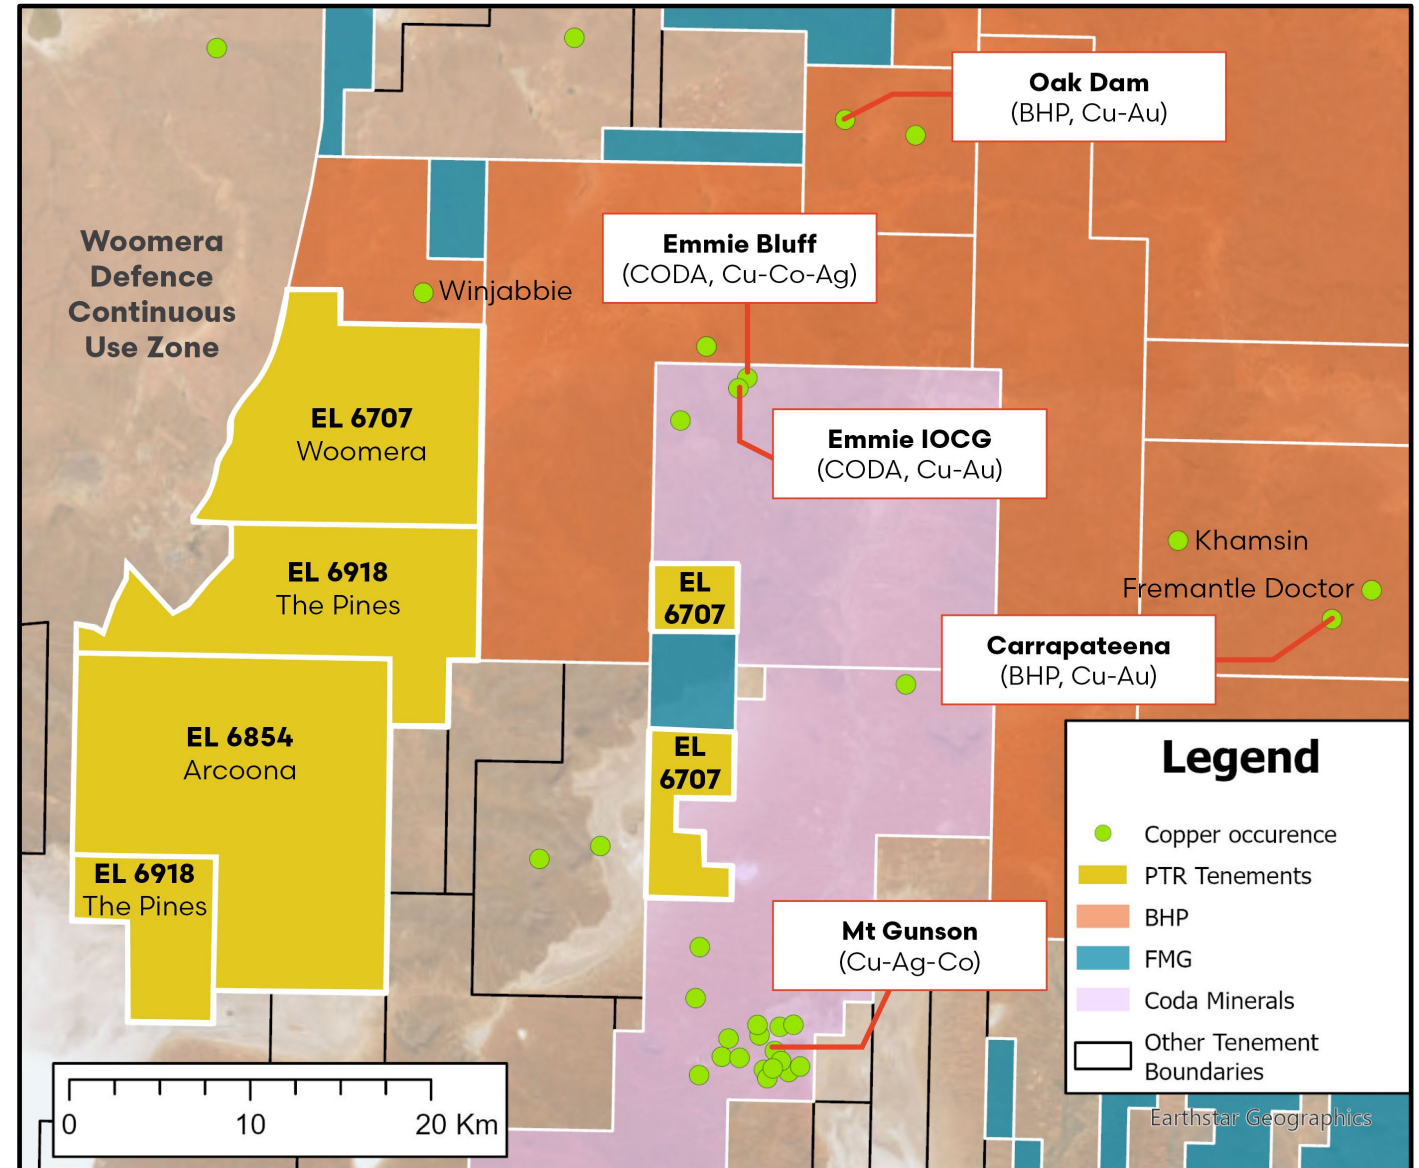 Oak Dam
(BHP, Cu-Au)
Woomera
Defence
Continuous
Use Zone
Emmie Bluff
(CODA, Cu-Co-Ag)
Winjabbie
EL 6707
Woomera
Emmie IOCG
(CODA, Cu-Au)
Khamsin
EL 6918
The Pines
EL
6707
Fremantle Doctor
Carrapateena
(BHP, Cu-Au)
EL 6854
Arcoona
EL
6707
Legend
Copper occurence
PTR Tenements
BHP
FMG
Coda Minerals
Other Tenement
Boundaries
EL 6918
The Pines
Mt Gunson
(Cu-Ag-Co)
0 10 20 Km
Earthstar Geographics